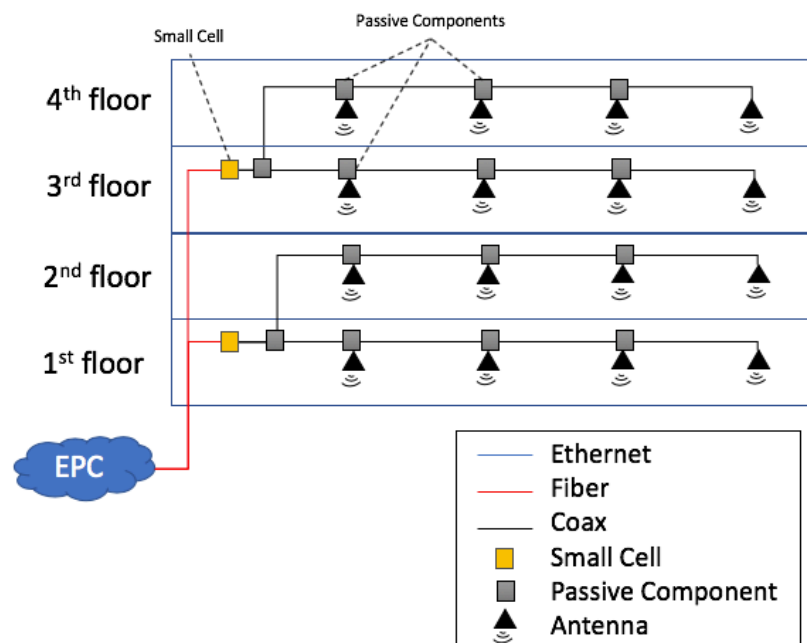 Passive Components
Small Cell
4th floor
3rd floor
2nd floor
1st floor
EPC
Ethernet
Fiber
Coax
Small Cell
Passive Component
Antenna